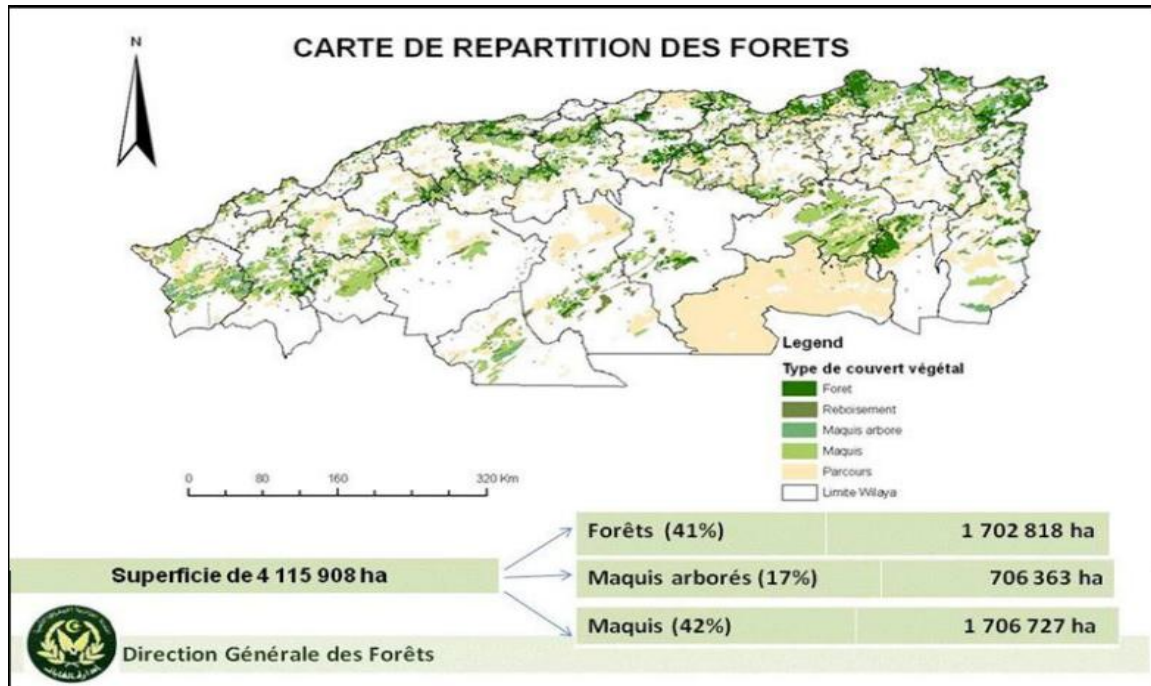 N
CARTE DE REPARTITION DES FORETS
Legend
Type de couvert végétal
Foret
Reboisement
Maquis arbore
Maquis
Parcours
Limite Wilaya
0 80 160 320 Km
Forêts (41%) 1 702 818 ha
Superficie de 4 115 908 ha
Maquis arborés (17%) 706 363 ha
Maquis (42%) 1 706 727 ha
Direction Générale des Forêts